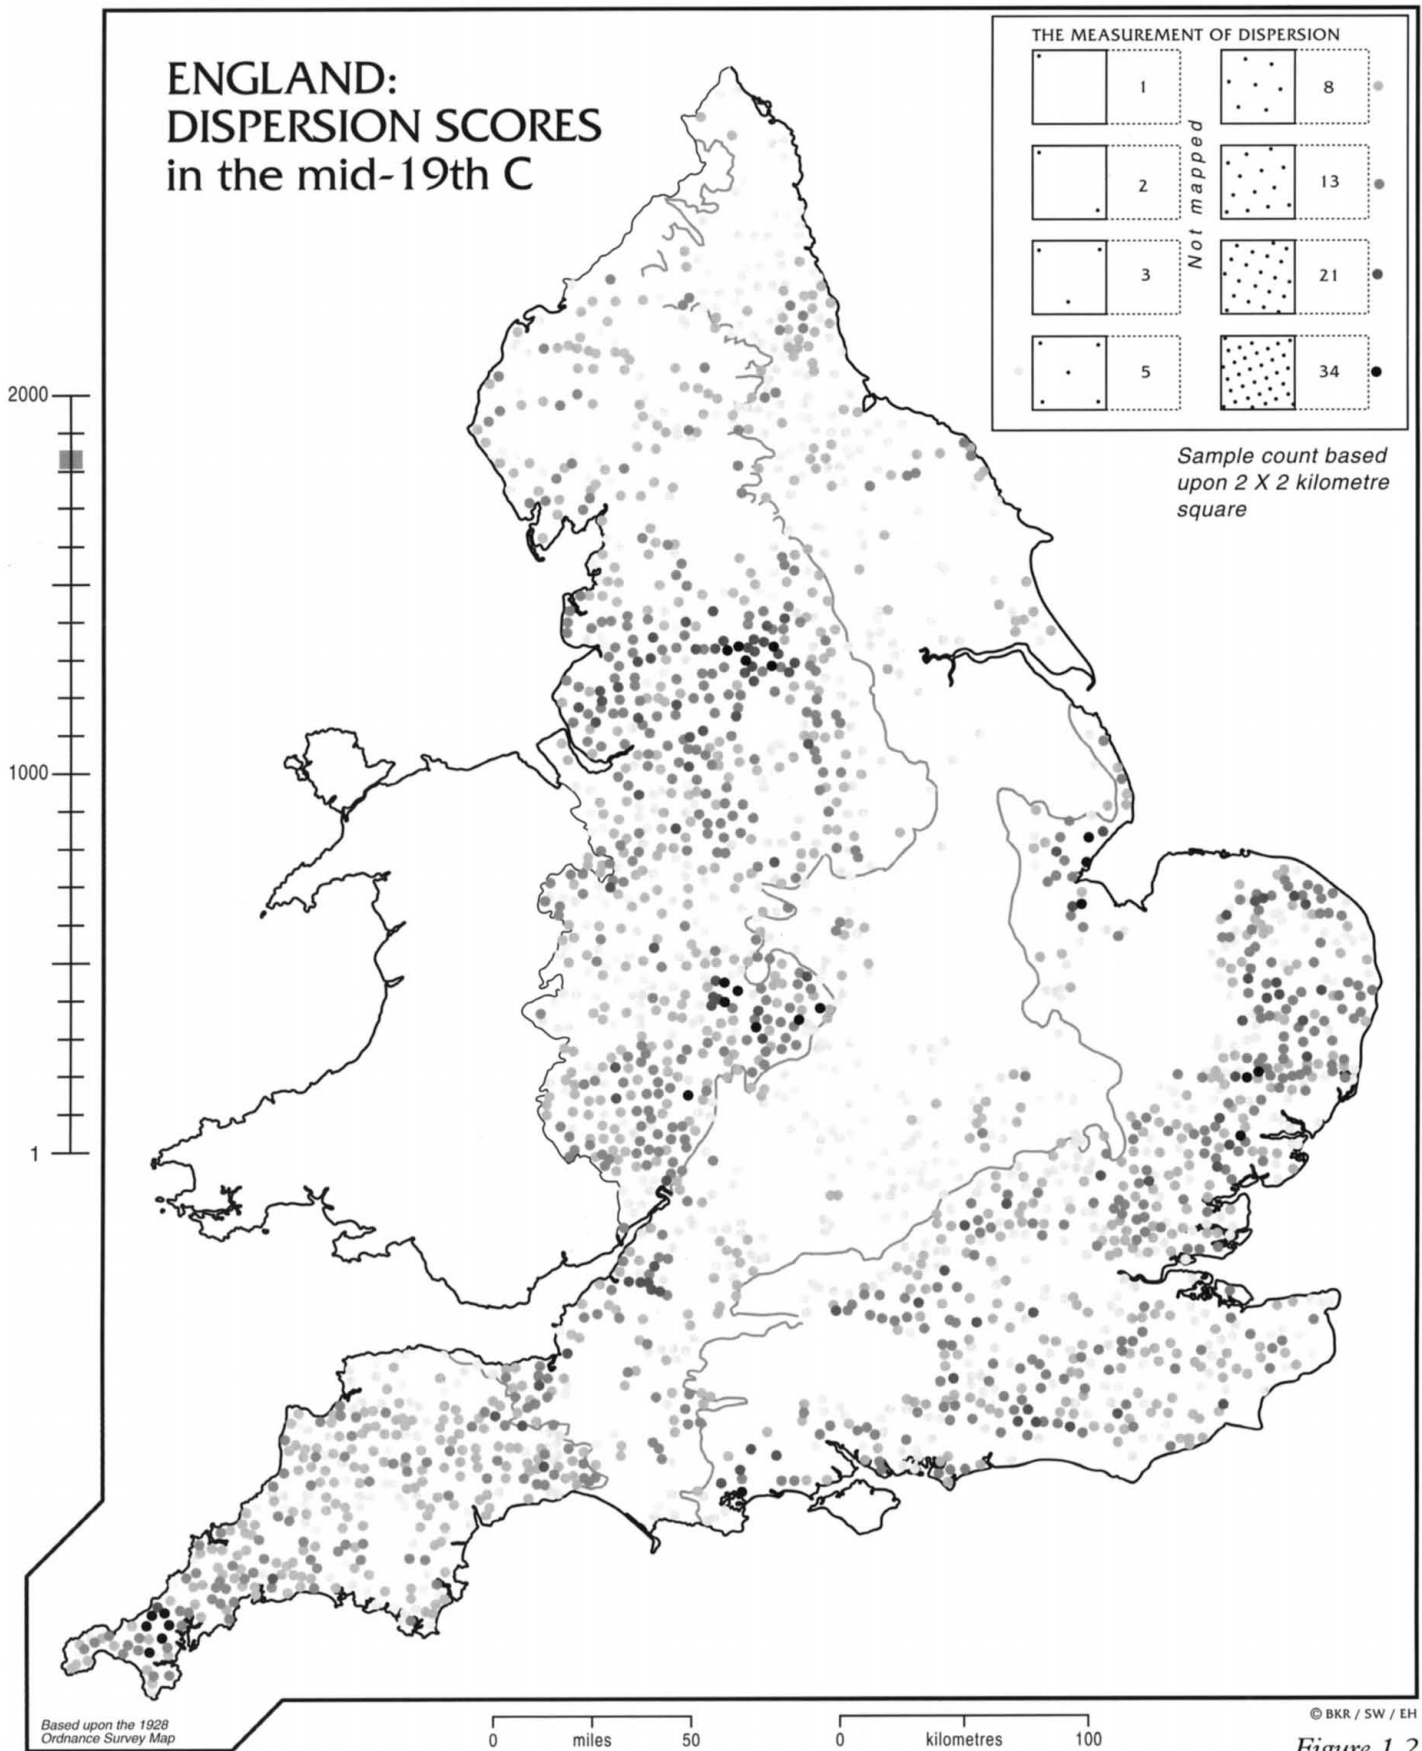 ENGLAND:
DISPERSION SCORES
in the mid-19th C
THE MEASUREMENT OF DISPERSION
1
8
2
13
3
21
5
34
Not mapped
Sample count based
upon 2 X 2 kilometre
square
2000
1000
1
Based upon the 1928
Ordnance Survey Map
0 miles 50
0 kilometres 100
© BKR / SW / EH
Figure 1.2